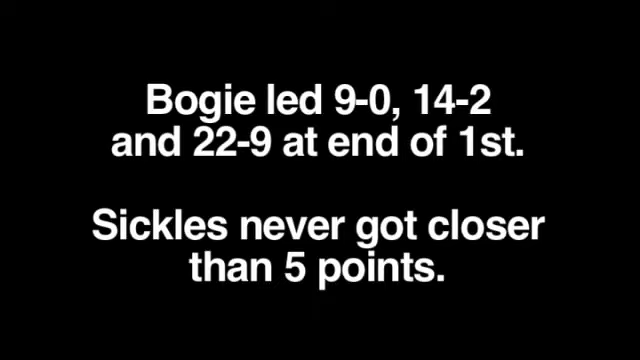 Bogie led 9-0, 14-2
and 22-9 at end of 1st.
Sickles never got closer
than 5 points.